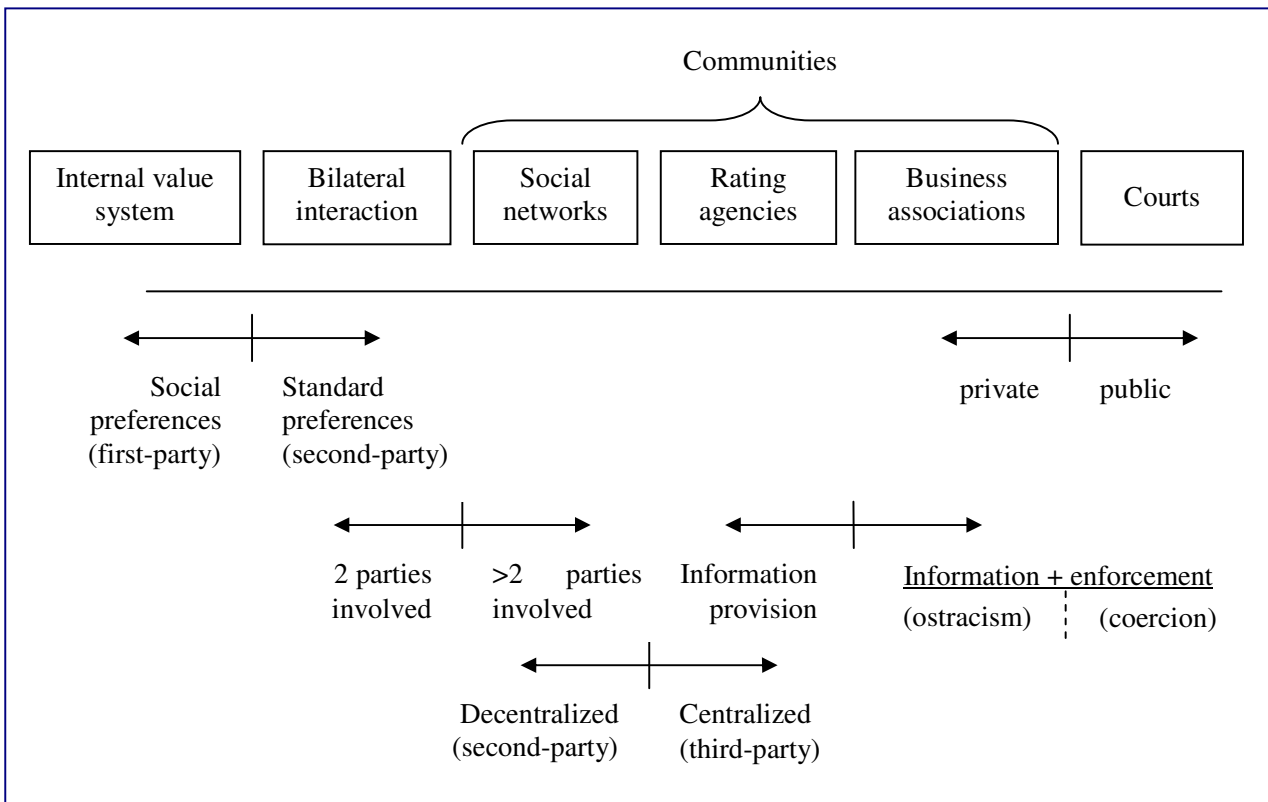 Communities
Internal value
system
Bilateral
interaction
Social
networks
Rating
agencies
Business
associations
Courts
Social
preferences
(first-party)
Standard
preferences
(second-party)
private
public
2 parties
involved
>2 parties
involved
Information
provision
Information + enforcement
(ostracism)
(coercion)
Decentralized
(second-party)
Centralized
(third-party)